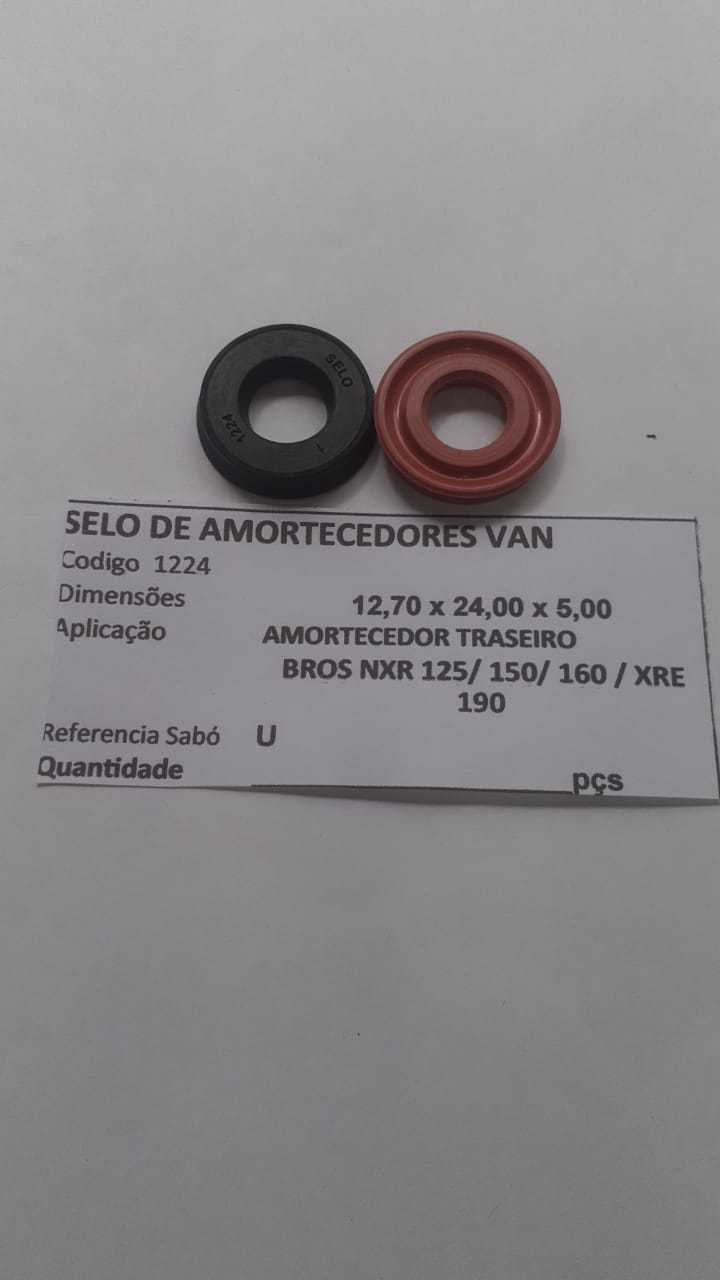 SELO
1224
SELO DE AMORTECEDORES VAN
Codigo 1224
Dimensões 12,70 x 24,00 x 5,00
Aplicação AMORTECEDOR TRASEIRO
BROS NXR 125/ 150/ 160 / XRE
190
Referencia Sabó U
Quantidade pçs